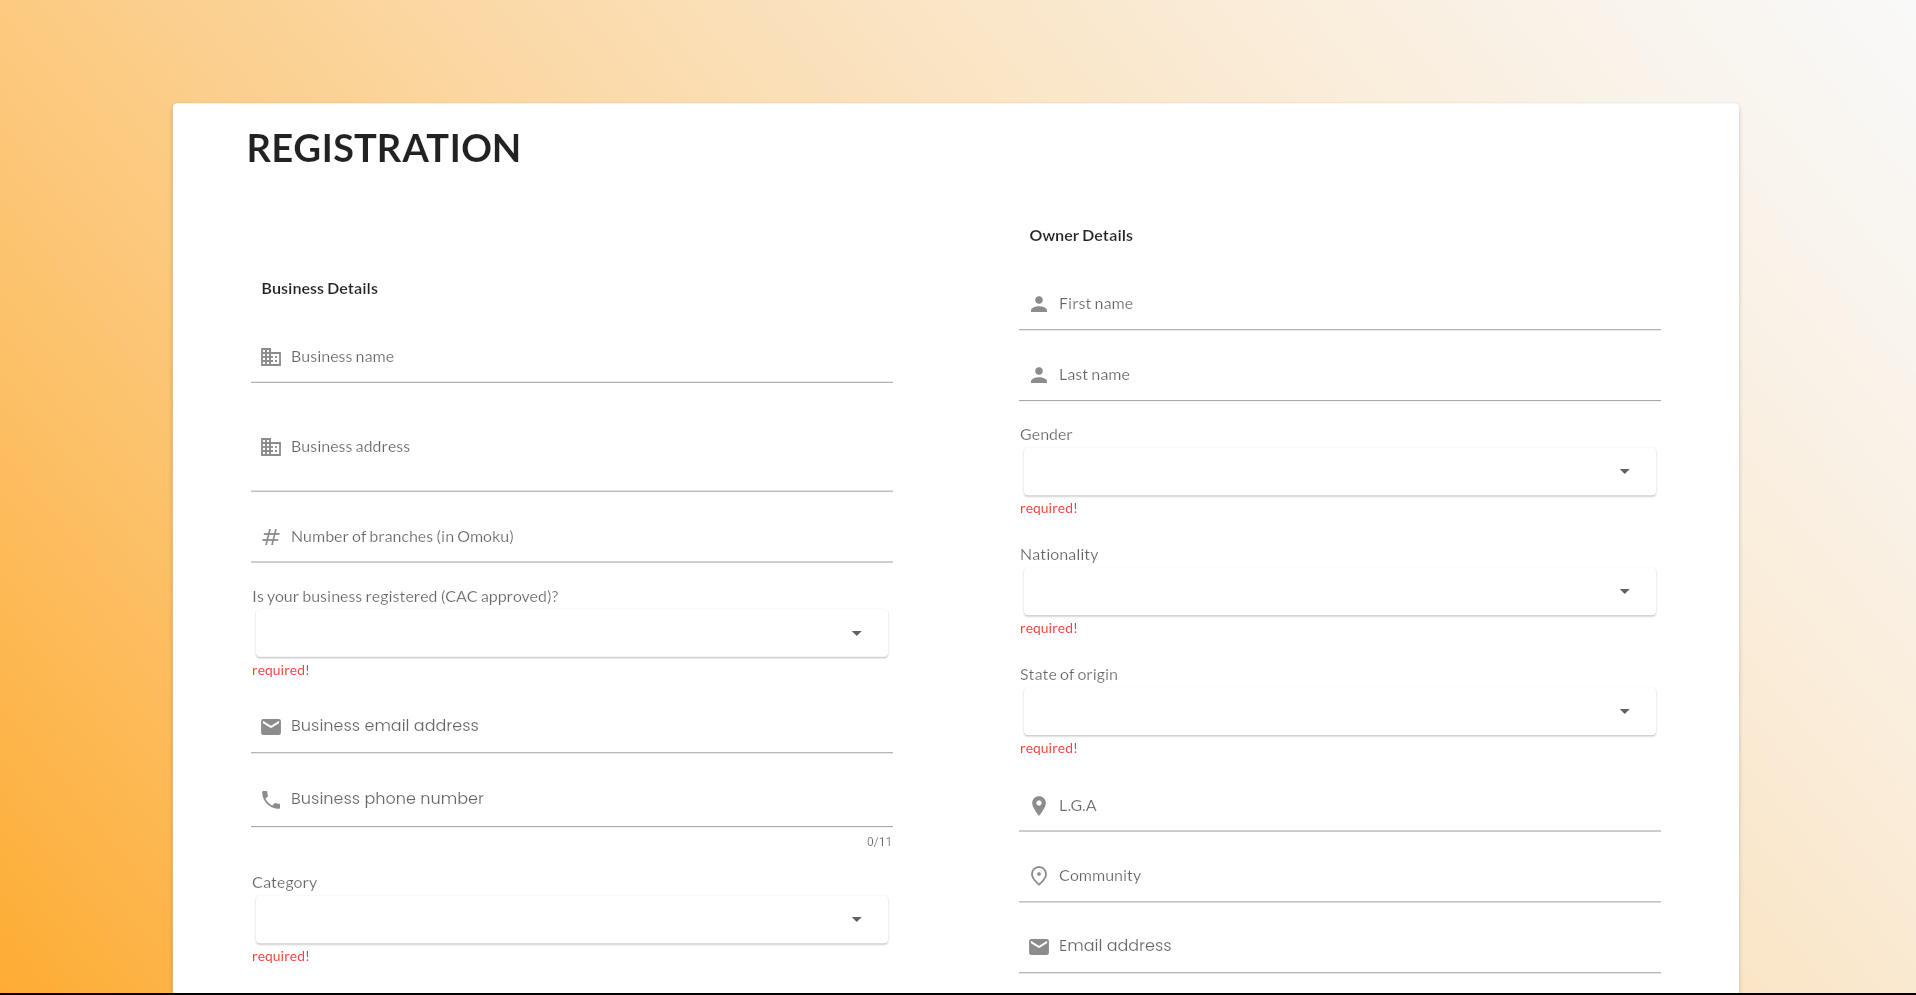 REGISTRATION
Business Details
Business name
Business address
Number of branches (in Omoku)
Is your business registered (CAC approved)?
required!
Business email address
Business phone number
0/11
Category
required!
Owner Details
First name
Last name
Gender
required!
Nationality
required!
State of origin
required!
L.G.A
Community
Email address